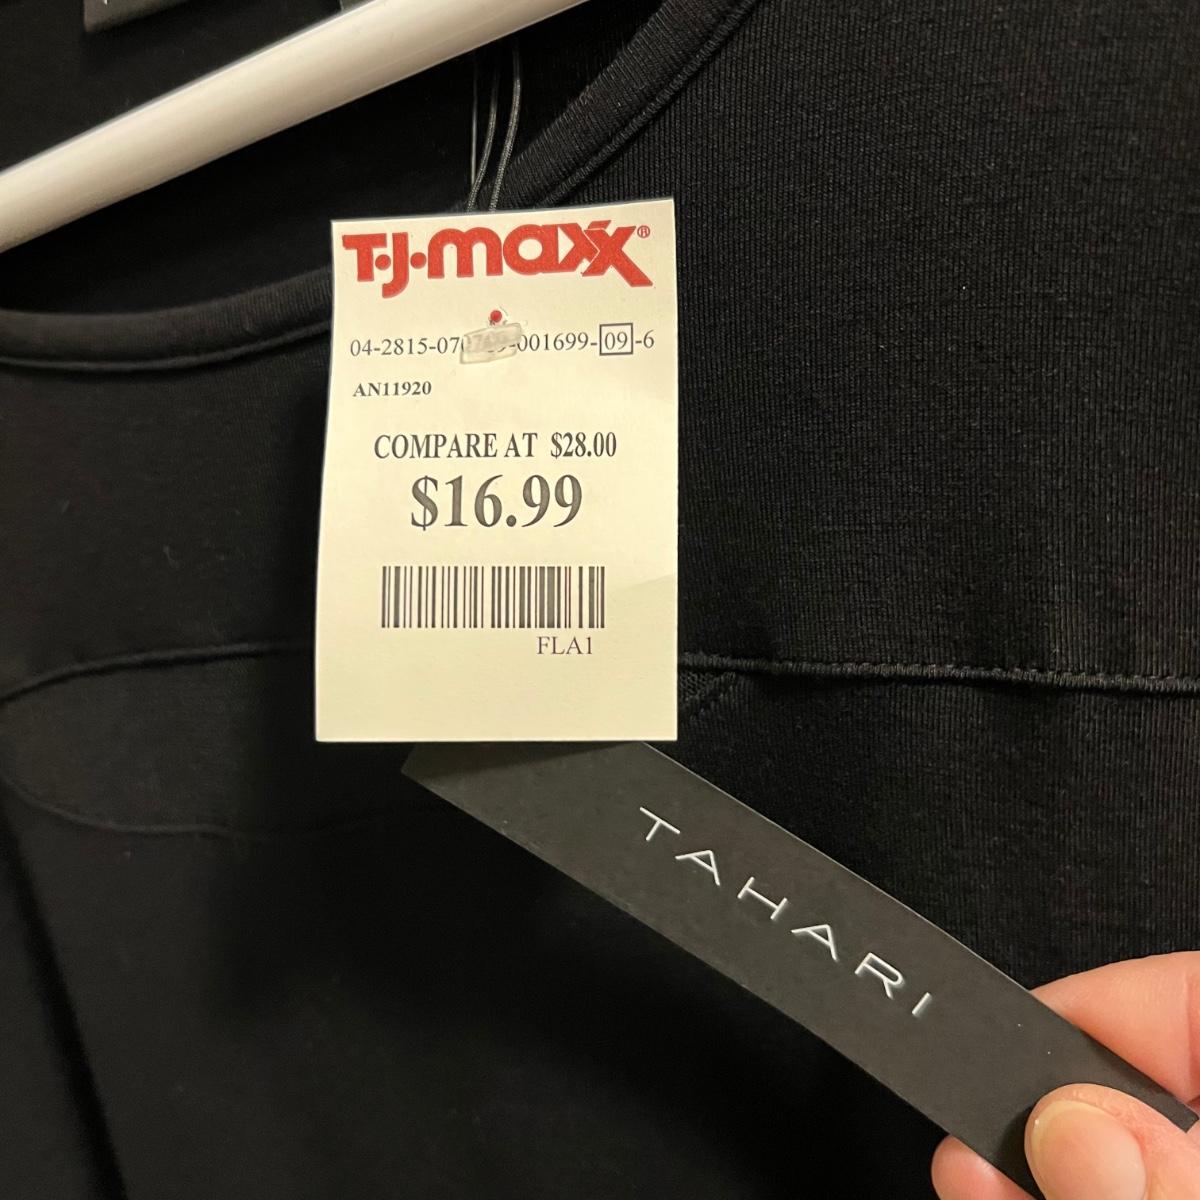 T·J·maxx®
04-2815-07 001699-09-6
AN11920
COMPARE AT $28.00
$16.99
FLA1
TAHARI